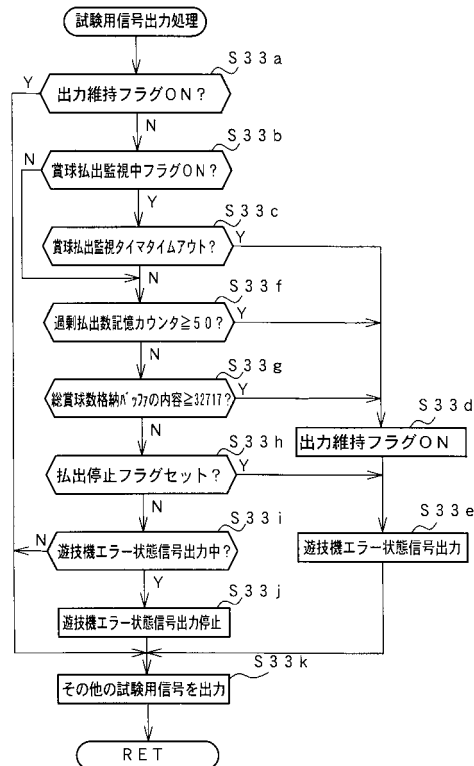 試験用信号出力処理
S33a
Y
出力維持フラグON?
N
S33b
N
賞球払出監視中フラグON?
Y
S33c
賞球払出監視タイマタイムアウト?
Y
N
S33f
過剰払出数記憶カウンタ≧50?
Y
N
S33g
総賞球数格納バッファの内容≧32717?
Y
S33d
N
出力維持フラグON
S33h
払出停止フラグセット?
Y
N
S33e
S33i
N
遊技機エラー状態信号出力中?
遊技機エラー状態信号出力
Y
S33j
遊技機エラー状態信号出力停止
S33k
その他の試験用信号を出力
RET